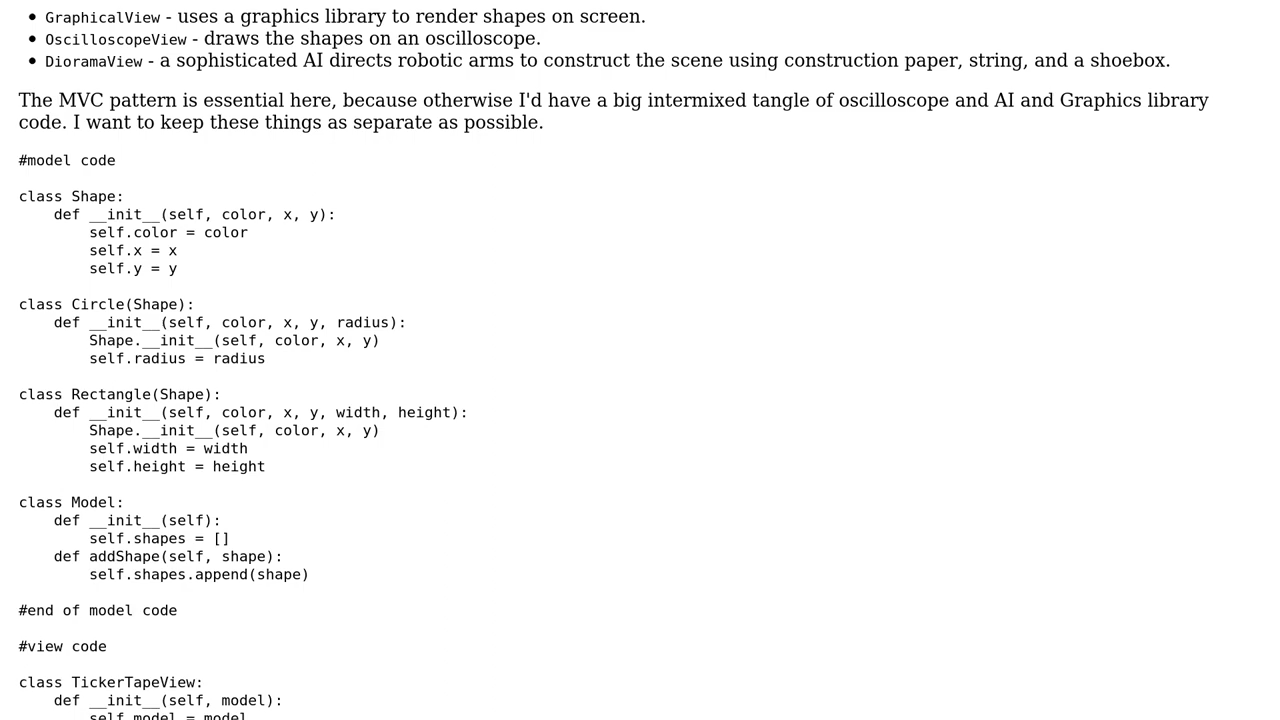 • GraphicalView - uses a graphics library to render shapes on screen.
• OscilloscopeView - draws the shapes on an oscilloscope.
• DioramaView - a sophisticated AI directs robotic arms to construct the scene using construction paper, string, and a shoebox.
The MVC pattern is essential here, because otherwise I'd have a big intermixed tangle of oscilloscope and AI and Graphics library
code. I want to keep these things as separate as possible.
#model code
class Shape:
    def __init__(self, color, x, y):
        self.color = color
        self.x = x
        self.y = y
class Circle(Shape):
    def __init__(self, color, x, y, radius):
        Shape.__init__(self, color, x, y)
        self.radius = radius
class Rectangle(Shape):
    def __init__(self, color, x, y, width, height):
        Shape.__init__(self, color, x, y)
        self.width = width
        self.height = height
class Model:
    def __init__(self):
        self.shapes = []
    def addShape(self, shape):
        self.shapes.append(shape)
#end of model code
#view code
class TickerTapeView:
    def __init__(self, model):
        self.model = model